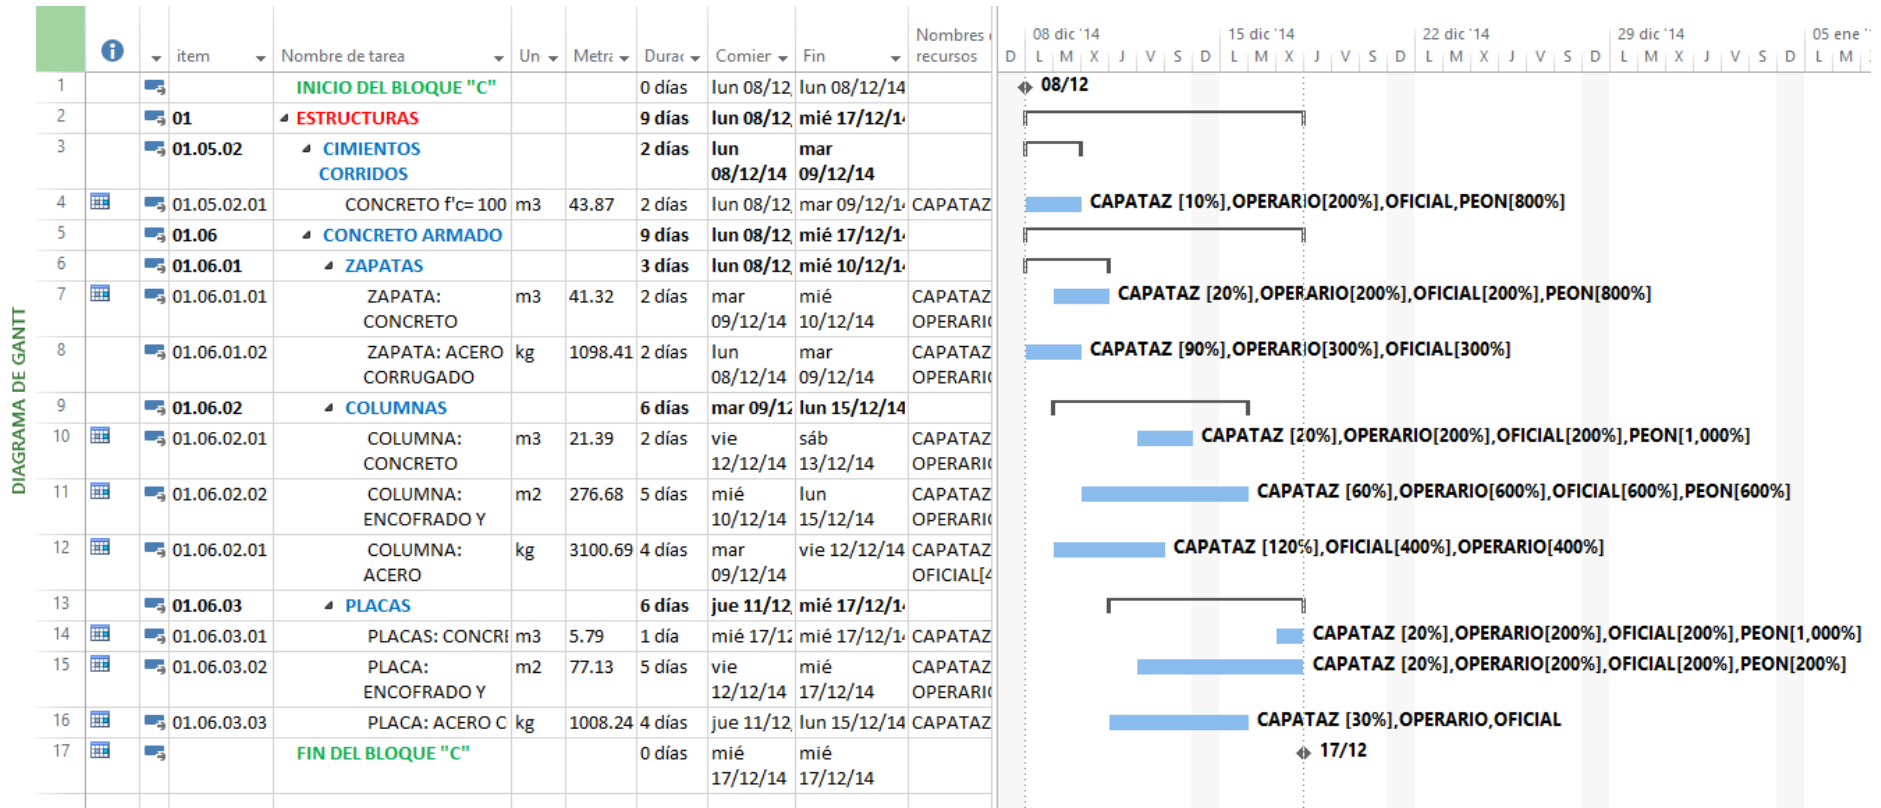 DIAGRAMA DE GANTT
item Nombre de tarea Un Metra Durac Comier Fin Nombres recursos
08 dic '14 15 dic '14 22 dic '14 29 dic '14 05 ene '
D L M X J V S D L M X J V S D L M X J V S D L M X J V S D L M
1 INICIO DEL BLOQUE "C" 0 días lun 08/12 lun 08/12/14 08/12
2 01 ESTRUCTURAS 9 días lun 08/12 mié 17/12/1
3 01.05.02 CIMIENTOS 2 días lun mar
CORRIDOS 08/12/14 09/12/14
4 01.05.02.01 CONCRETO f'c= 100 m3 43.87 2 días lun 08/12 mar 09/12/1 CAPATAZ CAPATAZ [10%],OPERARIO[200%],OFICIAL,PEON[800%]
5 01.06 CONCRETO ARMADO 9 días lun 08/12 mié 17/12/1
6 01.06.01 ZAPATAS 3 días lun 08/12 mié 10/12/1
7 01.06.01.01 ZAPATA: m3 41.32 2 días mar mié CAPATAZ CAPATAZ [20%],OPERARIO[200%],OFICIAL[200%],PEON[800%]
CONCRETO 09/12/14 10/12/14 OPERARI
8 01.06.01.02 ZAPATA: ACERO kg 1098.41 2 días lun mar CAPATAZ CAPATAZ [90%],OPERARIO[300%],OFICIAL[300%]
CORRUGADO 08/12/14 09/12/14 OPERARI
9 01.06.02 COLUMNAS 6 días mar 09/12 lun 15/12/14
10 01.06.02.01 COLUMNA: m3 21.39 2 días vie sáb CAPATAZ CAPATAZ [20%],OPERARIO[200%],OFICIAL[200%],PEON[1,000%]
CONCRETO 12/12/14 13/12/14 OPERARI
11 01.06.02.02 COLUMNA: m2 276.68 5 días mié lun CAPATAZ CAPATAZ [60%],OPERARIO[600%],OFICIAL[600%],PEON[600%]
ENCOFRADO Y 10/12/14 15/12/14 OPERARI
12 01.06.02.01 COLUMNA: kg 3100.69 4 días mar vie 12/12/14 CAPATAZ CAPATAZ [120%],OFICIAL[400%],OPERARIO[400%]
ACERO 09/12/14 OFICIAL[4
13 01.06.03 PLACAS 6 días jue 11/12 mié 17/12/1
14 01.06.03.01 PLACAS: CONCRE m3 5.79 1 día mié 17/12 mié 17/12/1 CAPATAZ CAPATAZ [20%],OPERARIO[200%],OFICIAL[200%],PEON[1,000%]
15 01.06.03.02 PLACA: m2 77.13 5 días vie mié CAPATAZ CAPATAZ [20%],OPERARIO[200%],OFICIAL[200%],PEON[200%]
ENCOFRADO Y 12/12/14 17/12/14 OPERARI
16 01.06.03.03 PLACA: ACERO C kg 1008.24 4 días jue 11/12 lun 15/12/14 CAPATAZ CAPATAZ [30%],OPERARIO,OFICIAL
17 FIN DEL BLOQUE "C" 0 días mié mié 17/12
17/12/14 17/12/14